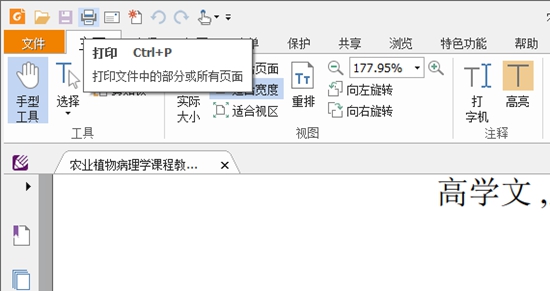 文件
保护
共享
浏览
特色功能
帮助
打印 Ctrl+P
打印文件中的部分或所有页面
页面
177.95%
手型
工具
选择
实际
大小
适合宽度
适合视区
重排
向左旋转
向右旋转
打
字机
高亮
工具
视图
注释
农业植物病理学课程教...
高学文，